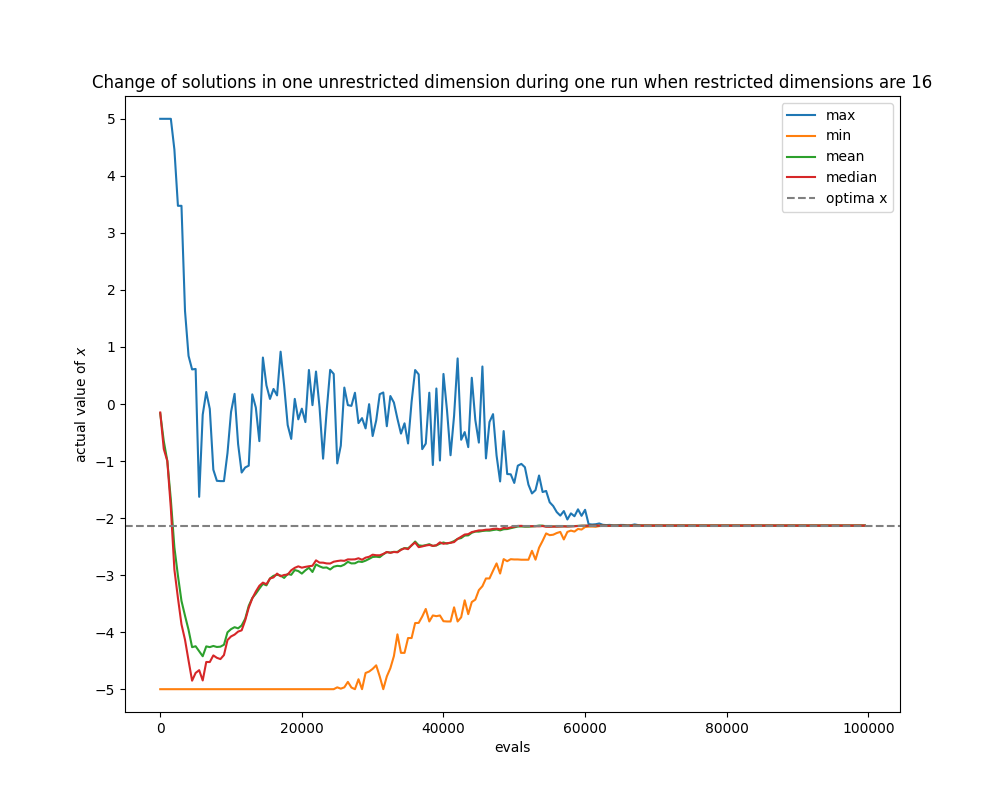 Change of solutions in one unrestricted dimension during one run when restricted dimensions are 16
max
min
mean
median
optima x
5
4
3
2
1
0
−1
−2
−3
−4
−5
actual value of x
0 20000 40000 60000 80000 100000
evals